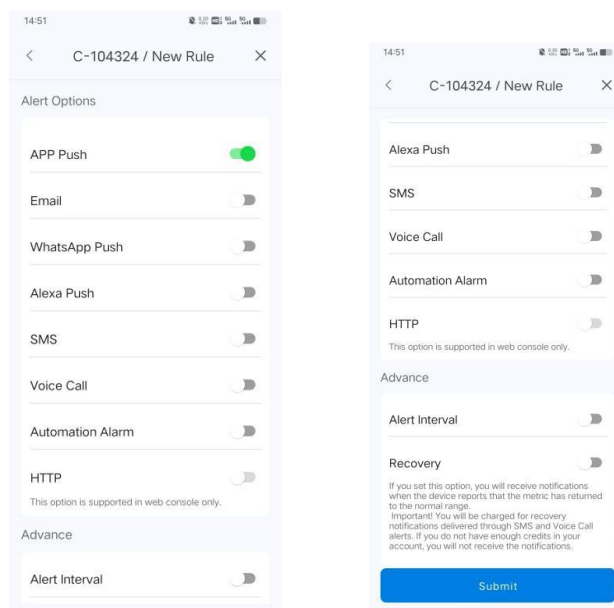 14:51
C-104324 / New Rule
Alert Options
APP Push
Email
WhatsApp Push
Alexa Push
SMS
Voice Call
Automation Alarm
HTTP
This option is supported in web console only.
Advance
Alert Interval
14:51
C-104324 / New Rule
Alexa Push
SMS
Voice Call
Automation Alarm
HTTP
This option is supported in web console only.
Advance
Alert Interval
Recovery
If you set this option, you will receive notifications
when the device reports that the metric has returned
to the normal range.
Important! You will be charged for recovery
notifications delivered through SMS and Voice Call
alerts. If you do not have enough credits in your
account, you will not receive the notifications.
Submit